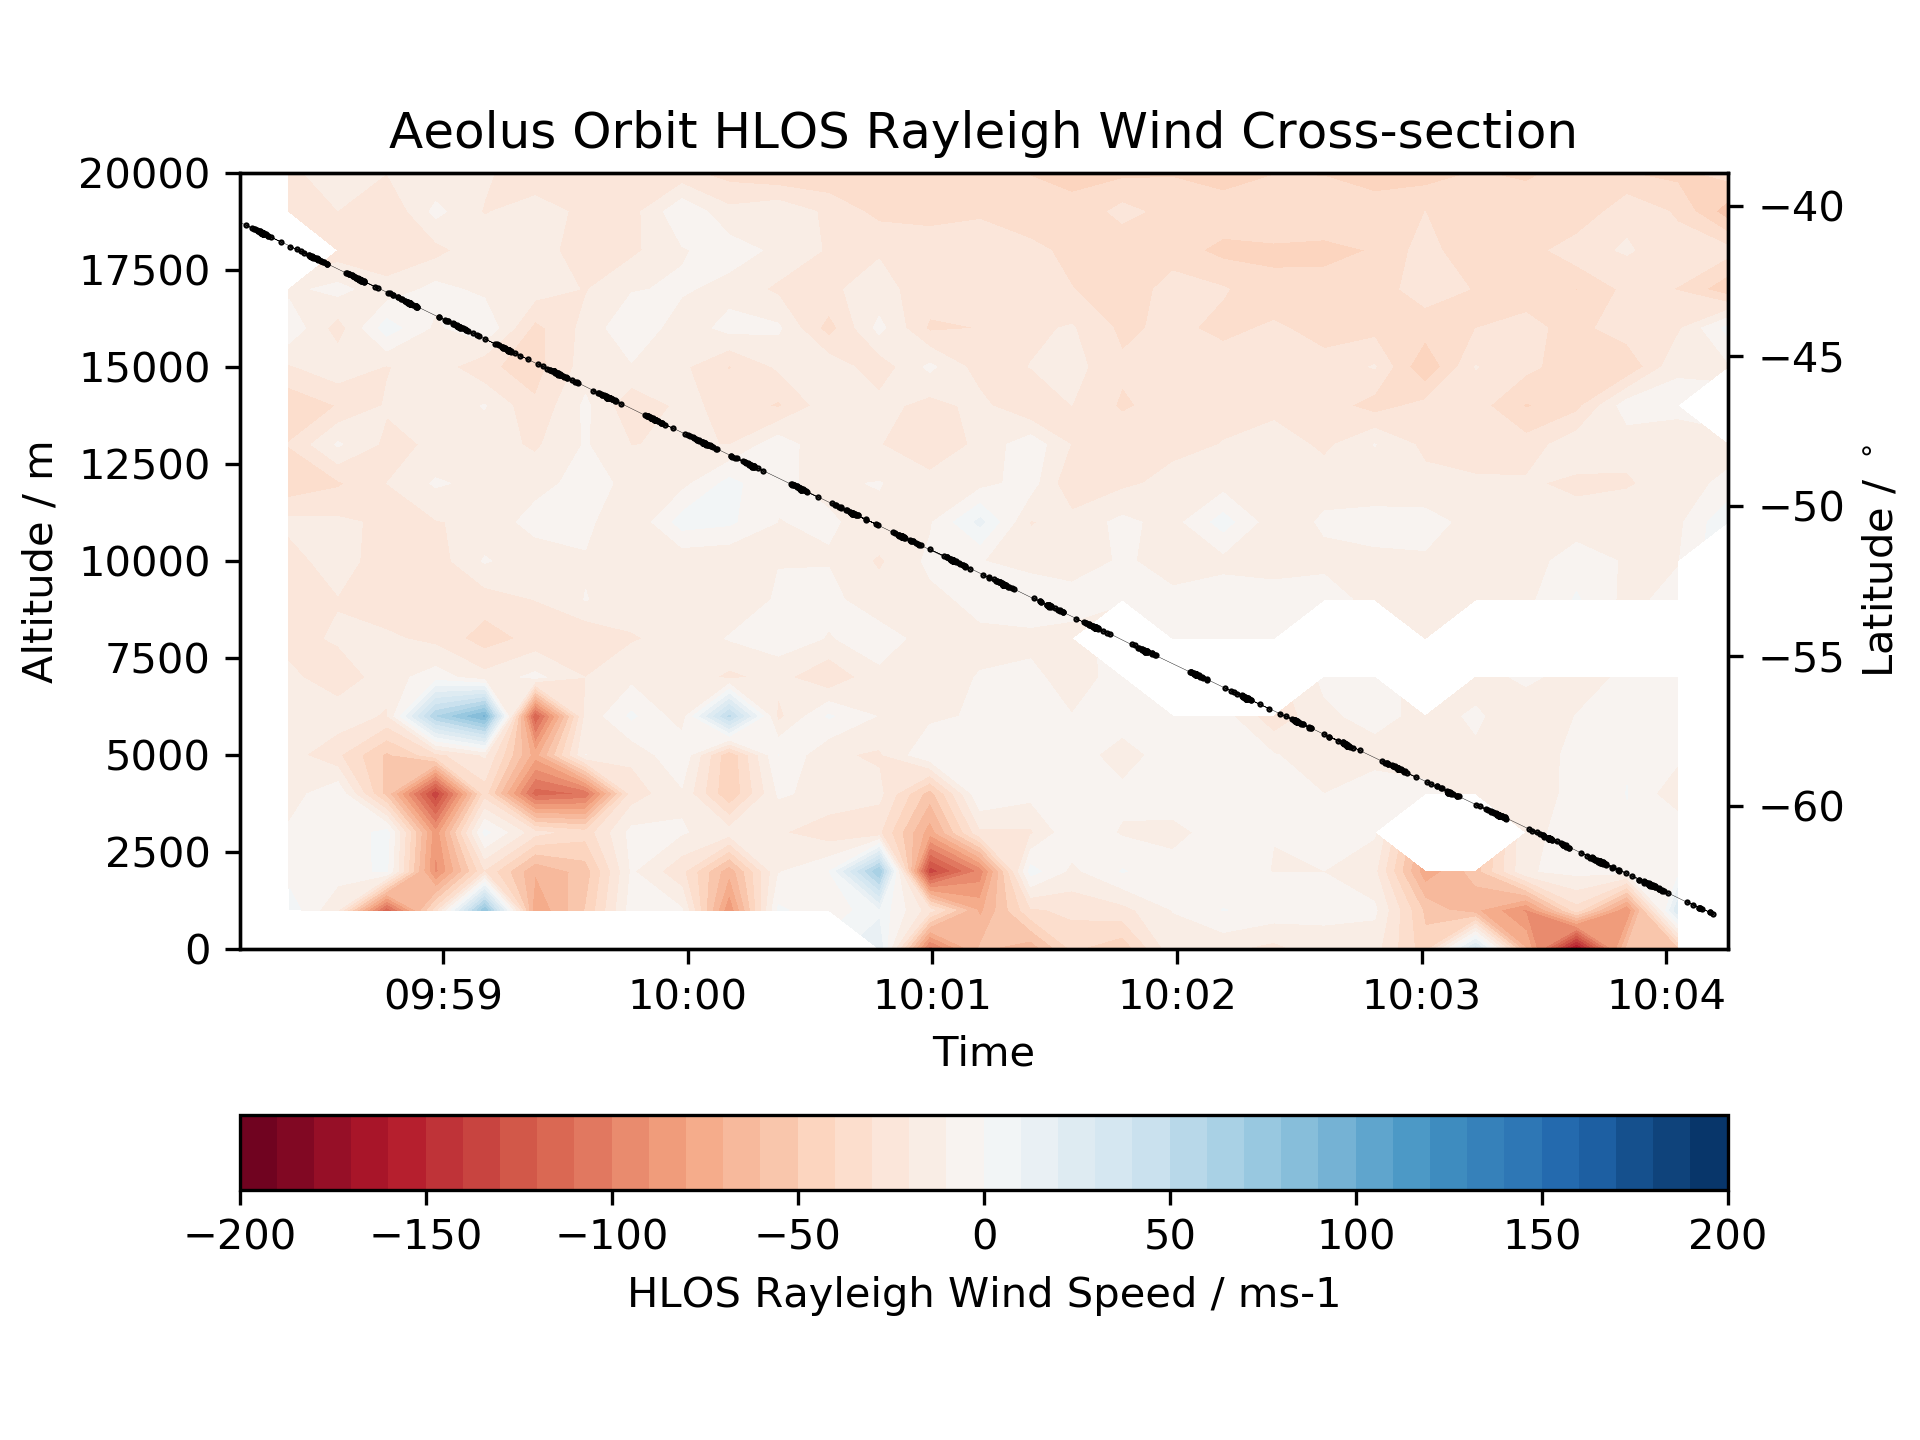 Aeolus Orbit HLOS Rayleigh Wind Cross-section
20000
17500
15000
12500
10000
7500
5000
2500
0
Altitude / m
−40
−45
−50
−55
−60
Latitude / °
09:59 10:00 10:01 10:02 10:03 10:04
Time
−200 −150 −100 −50 0 50 100 150 200
HLOS Rayleigh Wind Speed / ms-1